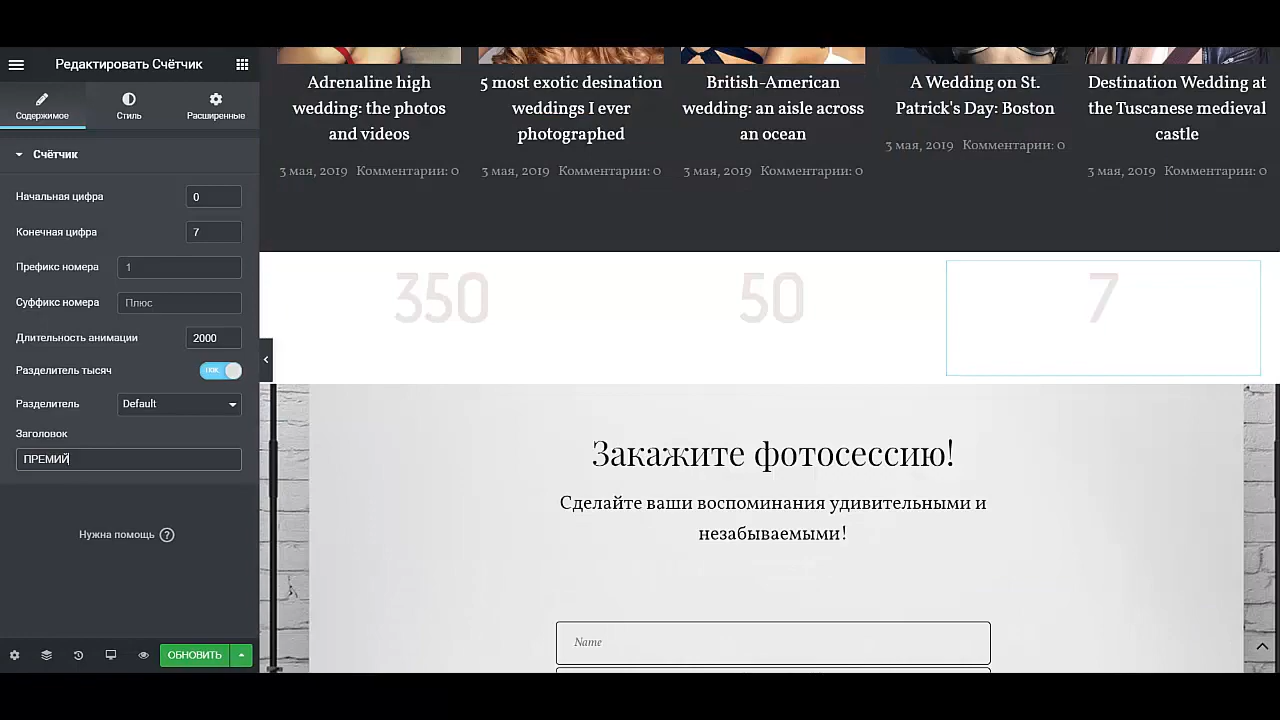 Редактировать Счётчик
Содержимое
Стиль
Расширенные
Счётчик
Начальная цифра
0
Конечная цифра
7
Префикс номера
1
Суффикс номера
Плюс
Длительность анимации
2000
Разделитель тысяч
ПОК
Разделитель
Default
Заголовок
ПРЕМИЙ
Нужна помощь ?
ОБНОВИТЬ
Adrenaline high
wedding: the photos
and videos
3 мая, 2019 Комментарии: 0
5 most exotic desination
weddings I ever
photographed
3 мая, 2019 Комментарии: 0
British-American
wedding: an aisle across
an ocean
3 мая, 2019 Комментарии: 0
A Wedding on St.
Patrick's Day: Boston
3 мая, 2019 Комментарии: 0
Destination Wedding at
the Tuscanese medieval
castle
3 мая, 2019 Комментарии: 0
350
50
7
Закажите фотосессию!
Сделайте ваши воспоминания удивительными и
незабываемыми!
Name